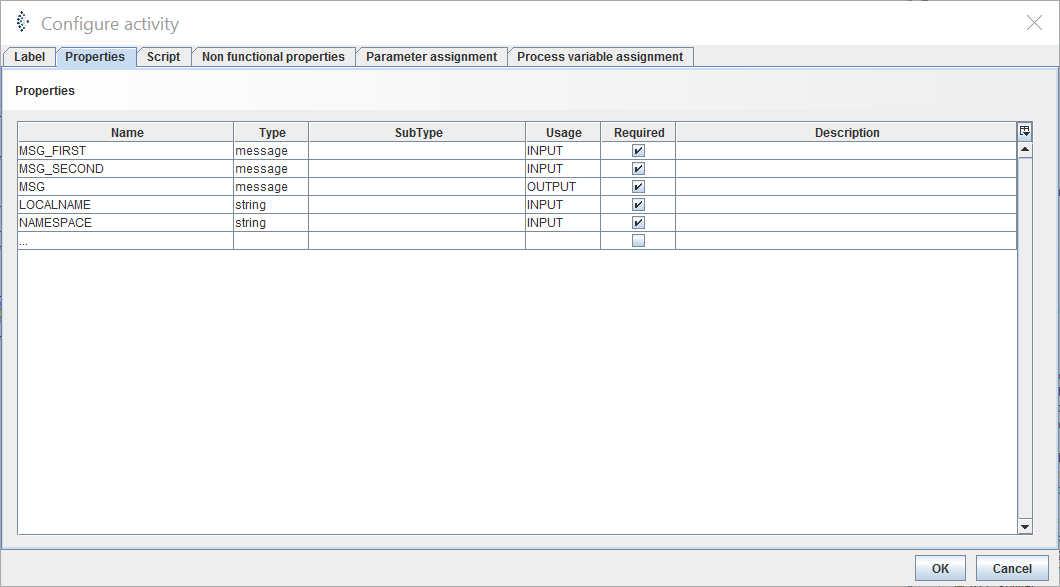 Configure activity
Label Properties Script Non functional properties Parameter assignment Process variable assignment
Properties
Name Type SubType Usage Required Description
MSG_FIRST message INPUT
MSG_SECOND message INPUT
MSG message OUTPUT
LOCALNAME string INPUT
NAMESPACE string INPUT
...
OK Cancel